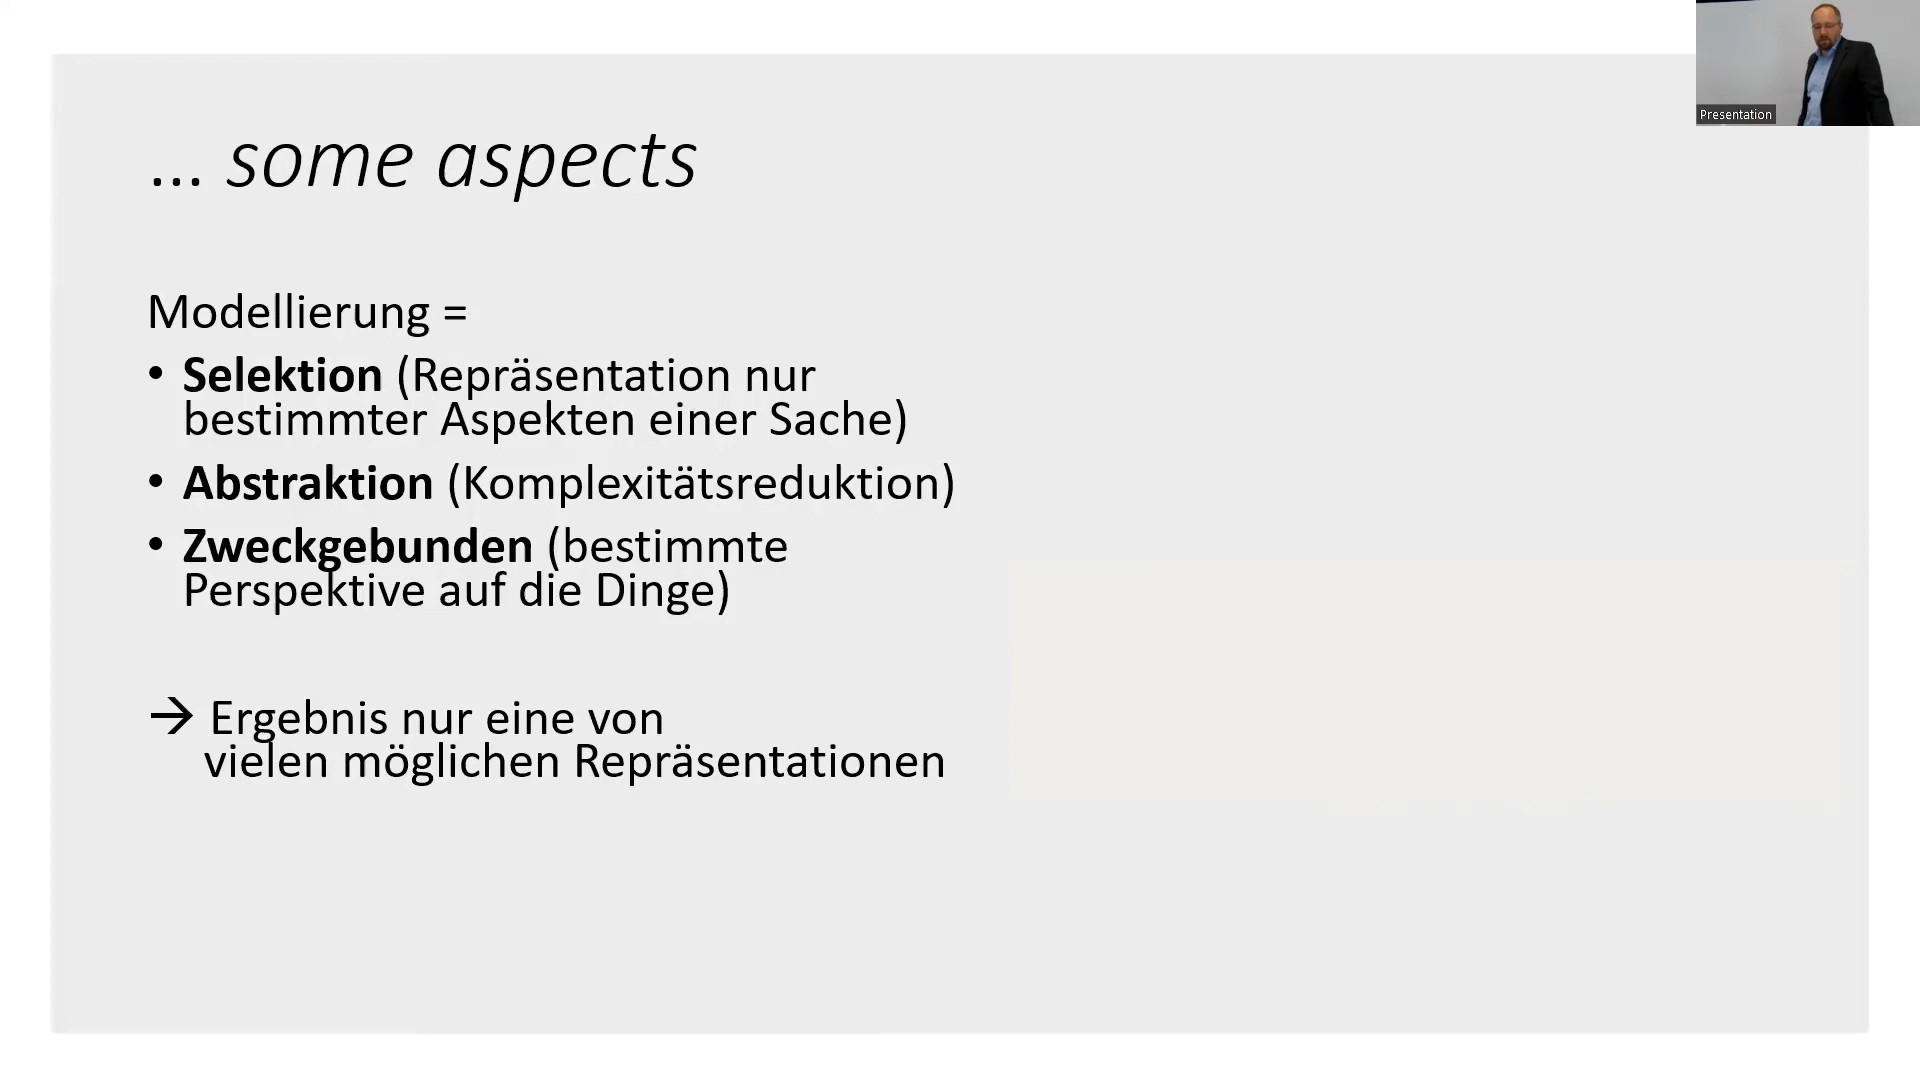 ... some aspects
Modellierung =
• Selektion (Repräsentation nur
bestimmter Aspekten einer Sache)
• Abstraktion (Komplexitätsreduktion)
• Zweckgebunden (bestimmte
Perspektive auf die Dinge)
→ Ergebnis nur eine von
vielen möglichen Repräsentationen
Presentation